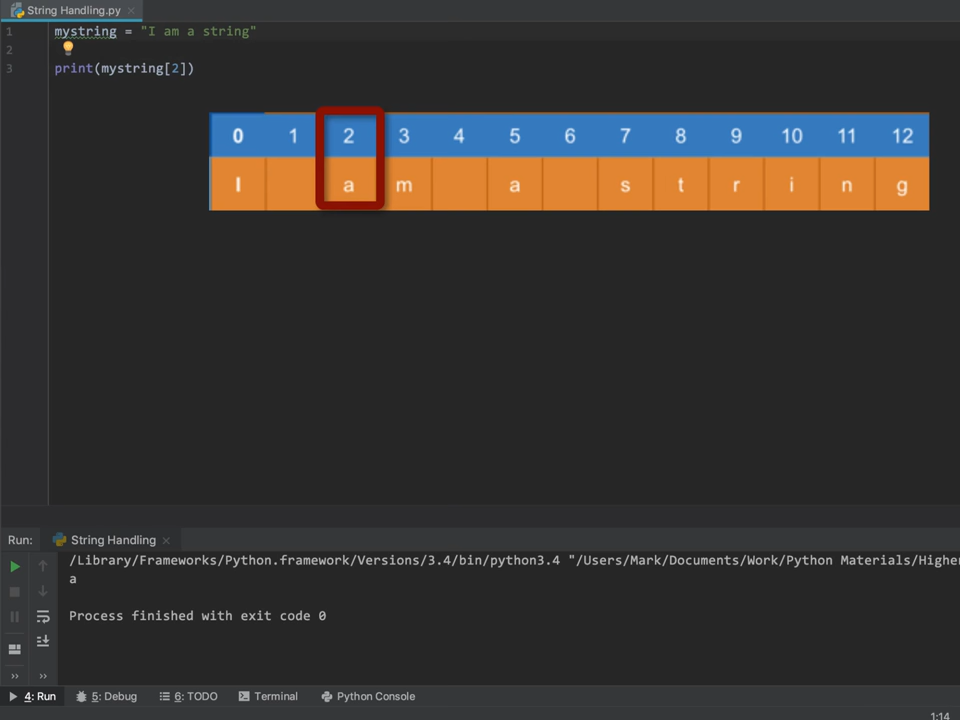 String Handling.py
1 mystring = "I am a string"
2
3 print(mystring[2])
0 1 2 3 4 5 6 7 8 9 10 11 12
I a m a s t r i n g
Run: String Handling
/Library/Frameworks/Python.framework/Versions/3.4/bin/python3.4 "/Users/Mark/Documents/Work/Python Materials/Higher
a
Process finished with exit code 0
4: Run 5: Debug 6: TODO Terminal Python Console
1:14